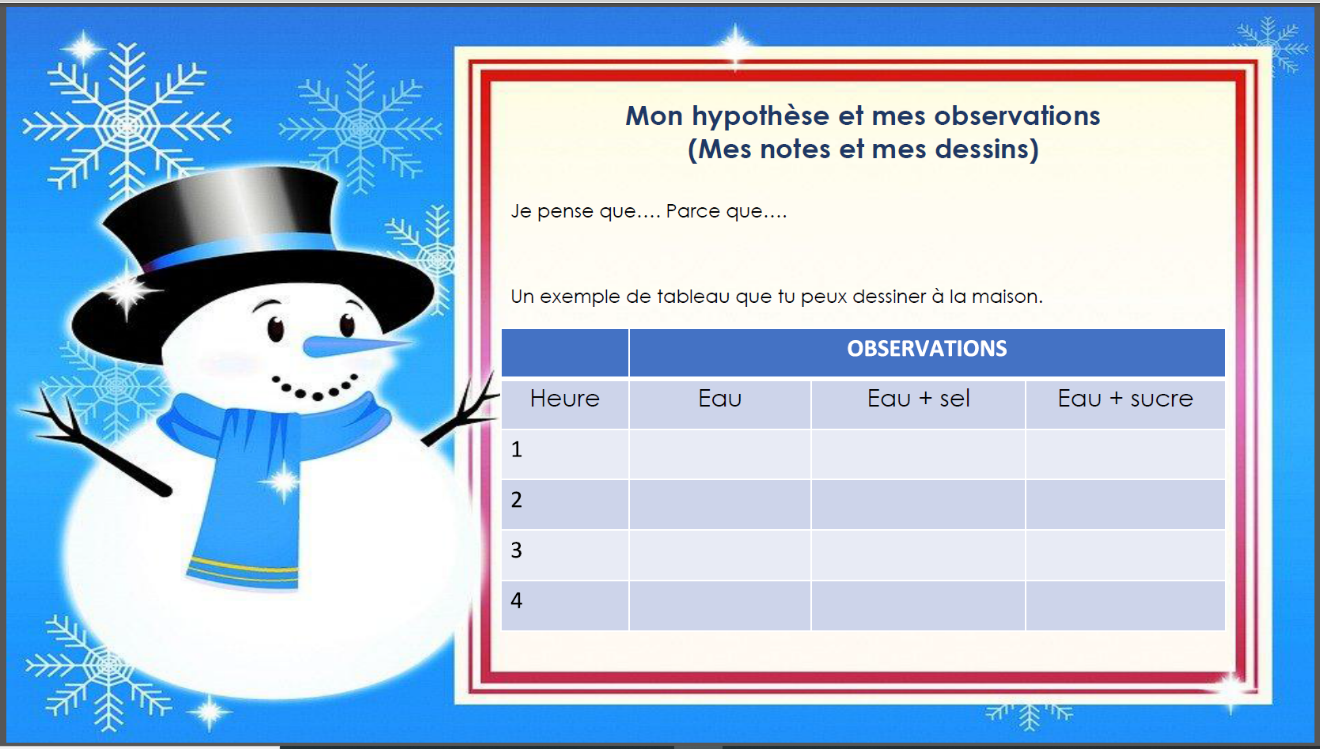 Mon hypothèse et mes observations
(Mes notes et mes dessins)
Je pense que.... Parce que....
Un exemple de tableau que tu peux dessiner à la maison.
OBSERVATIONS
Heure Eau Eau + sel Eau + sucre
1
2
3
4